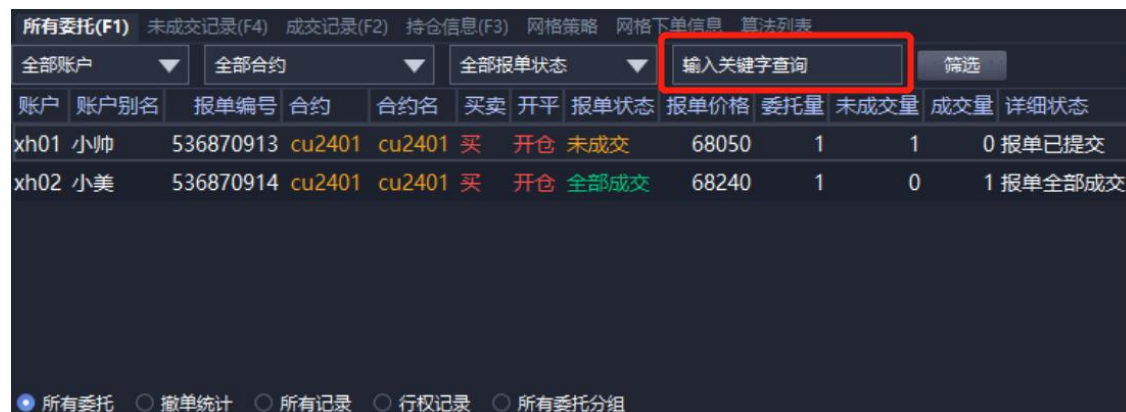 所有委托(F1) 未成交记录(F4) 成交记录(F2) 持仓信息(F3) 网格策略 网格下单信息 算法列表
全部账户 全部合约 全部报单状态 输入关键字查询 筛选
账户 账户别名 报单编号 合约 合约名 买卖 开平 报单状态 报单价格 委托量 未成交量 成交量 详细状态
xh01 小帅 536870913 cu2401 cu2401 买 开仓 未成交 68050 1 1 0 报单已提交
xh02 小美 536870914 cu2401 cu2401 买 开仓 全部成交 68240 1 0 1 报单全部成交
所有委托 撤单统计 所有记录 行权记录 所有委托分组